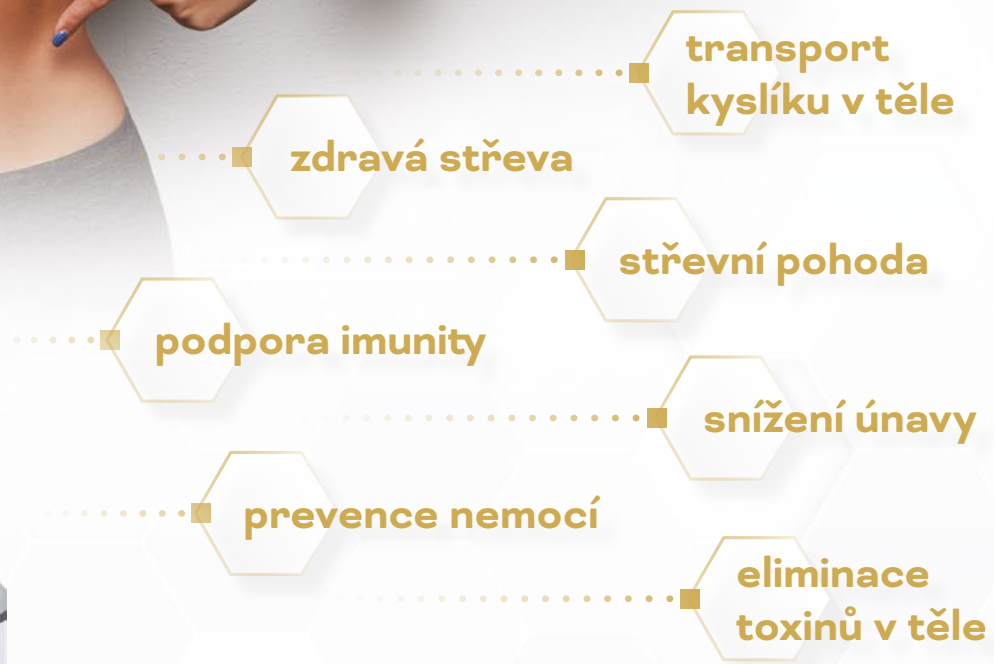 transport
kyslíku v těle
zdravá střeva
střevní pohoda
podpora imunity
snížení únavy
prevence nemocí
eliminace
toxinů v těle